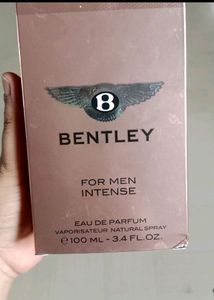 B
BENTLEY
FOR MEN
INTENSE
EAU DE PARFUM
VAPORISATEUR NATURAL SPRAY
℮ 100 ML - 3.4 FL.OZ.